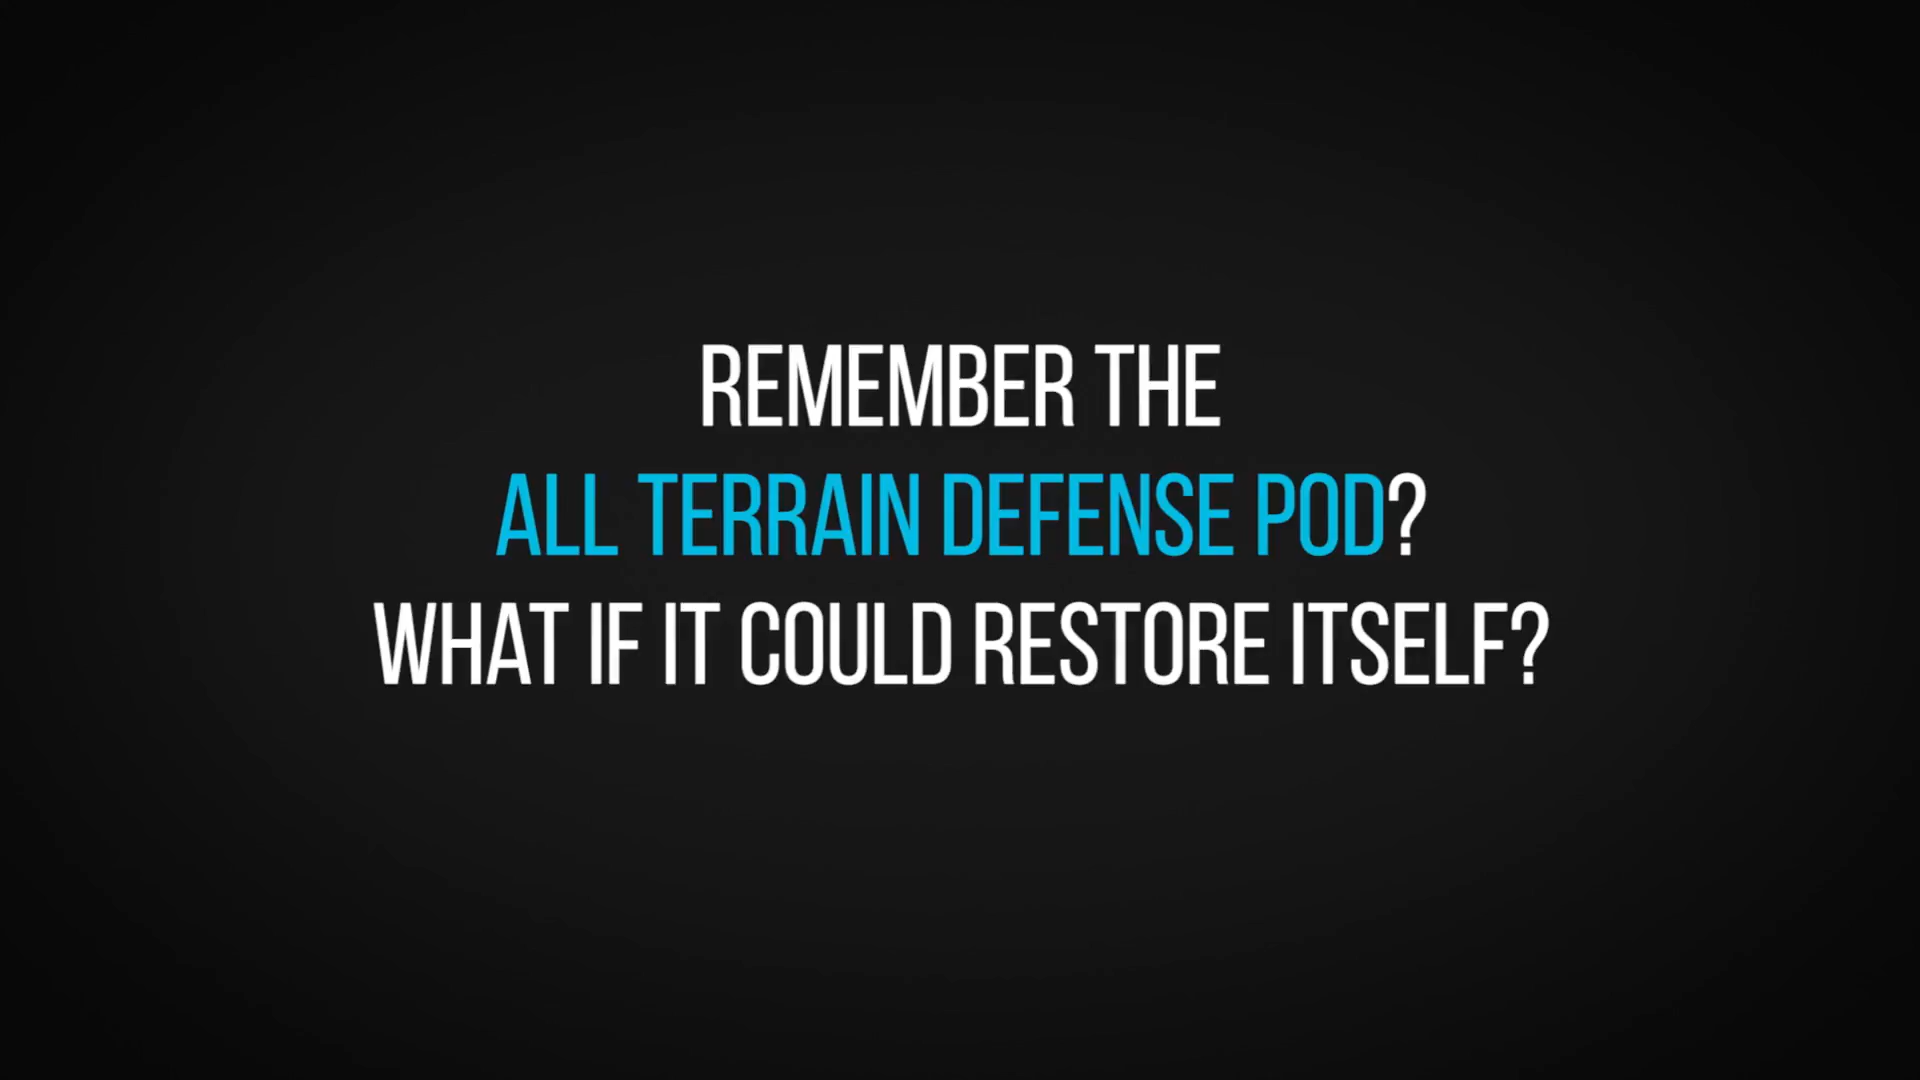 REMEMBER THE
ALL TERRAIN DEFENSE POD?
WHAT IF IT COULD RESTORE ITSELF?